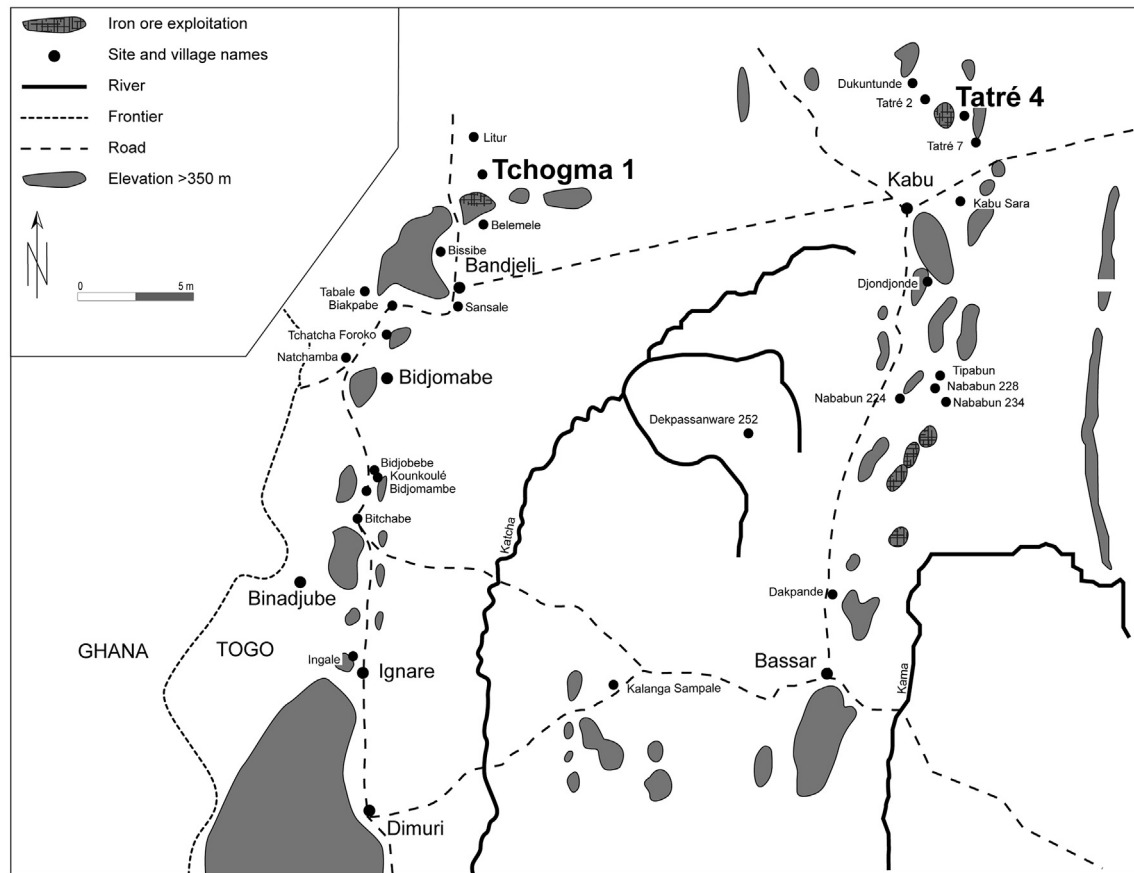 Iron ore exploitation
Site and village names
River
Frontier
Road
Elevation >350 m
N
0 5 m
Dukuntunde
Tatré 2
Tatré 4
Tatré 7
Litur
Tchogma 1
Kabu
Kabu Sara
Belemele
Bissibe
Bandjeli
Djondjonde
Tabale
Biakpabe
Sansale
Tchatcha Foroko
Natchamba
Bidjomabe
Tipabun
Nababun 228
Nababun 224
Nababun 234
Dekpassanware 252
Bidjobebe
Kounkoulé
Bidjomambe
Bitchabe
Katcha
Binadjube
Dakpande
GHANA
TOGO
Ingale
Ignare
Bassar
Kama
Kalanga Sampale
Dimuri